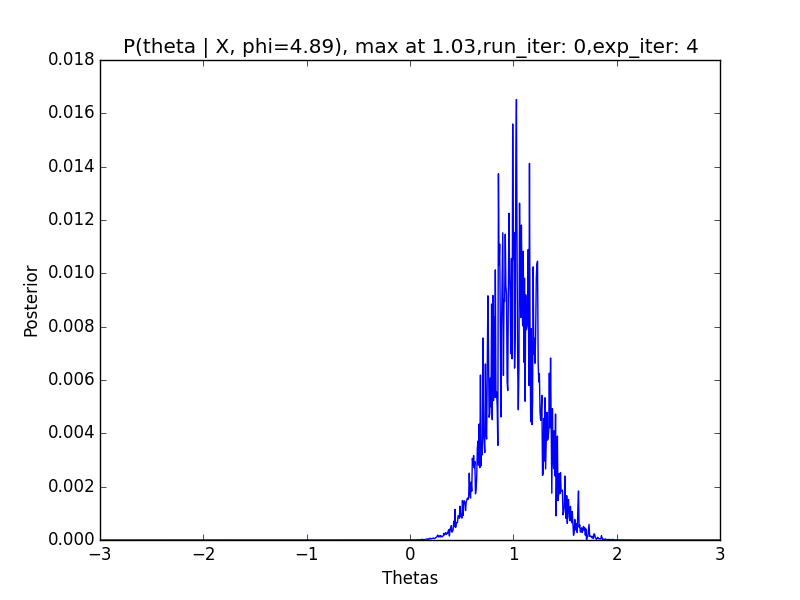 P(theta | X, phi=4.89), max at 1.03,run_iter: 0,exp_iter: 4
0.018
0.016
0.014
0.012
0.010
0.008
0.006
0.004
0.002
0.000
Posterior
−3 −2 −1 0 1 2 3
Thetas